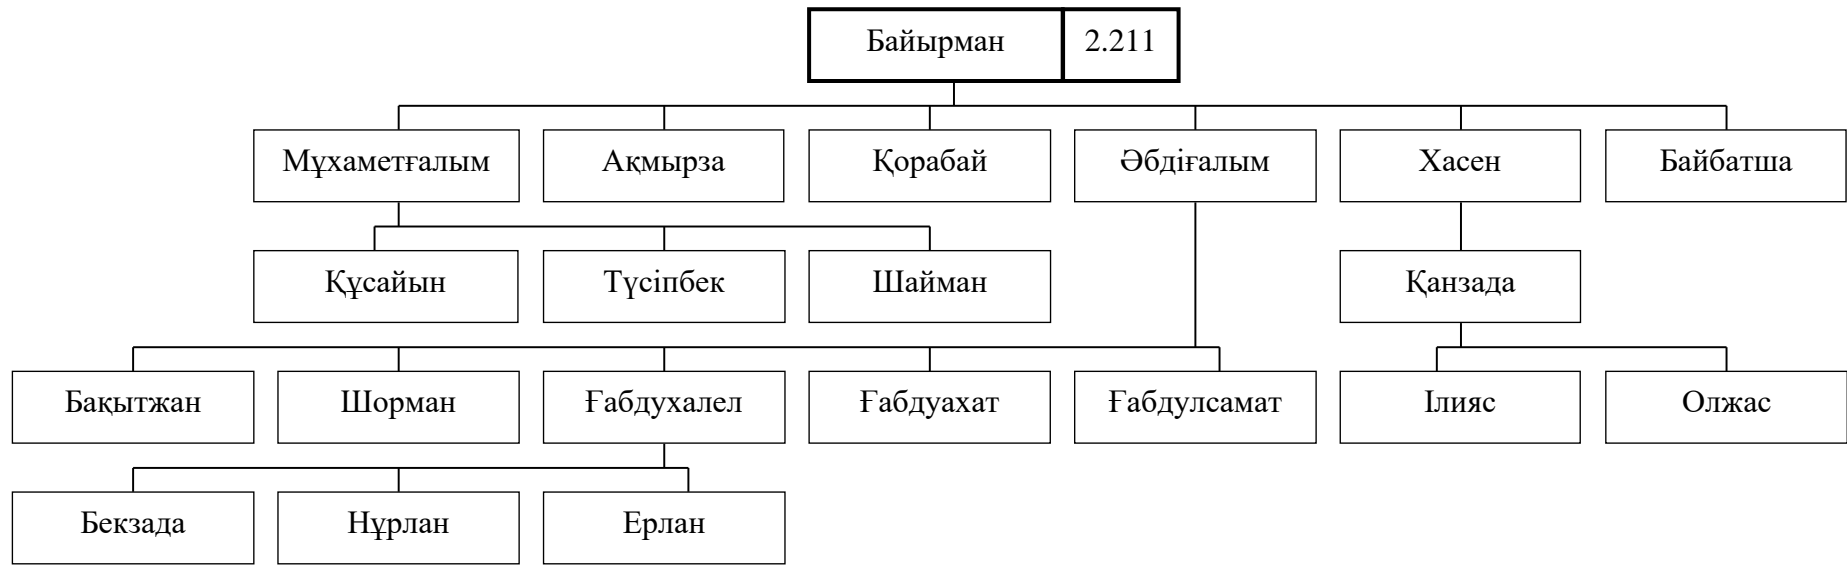 Байырман 2.211
Мұхаметғалым Ақмырза Қорабай Әбдіғалым Хасен Байбатша
Құсайын Түсіпбек Шайман Қанзада
Бақытжан Шорман Ғабдухалел Ғабдуахат Ғабдулсамат Ілияс Олжас
Бекзада Нұрлан Ерлан